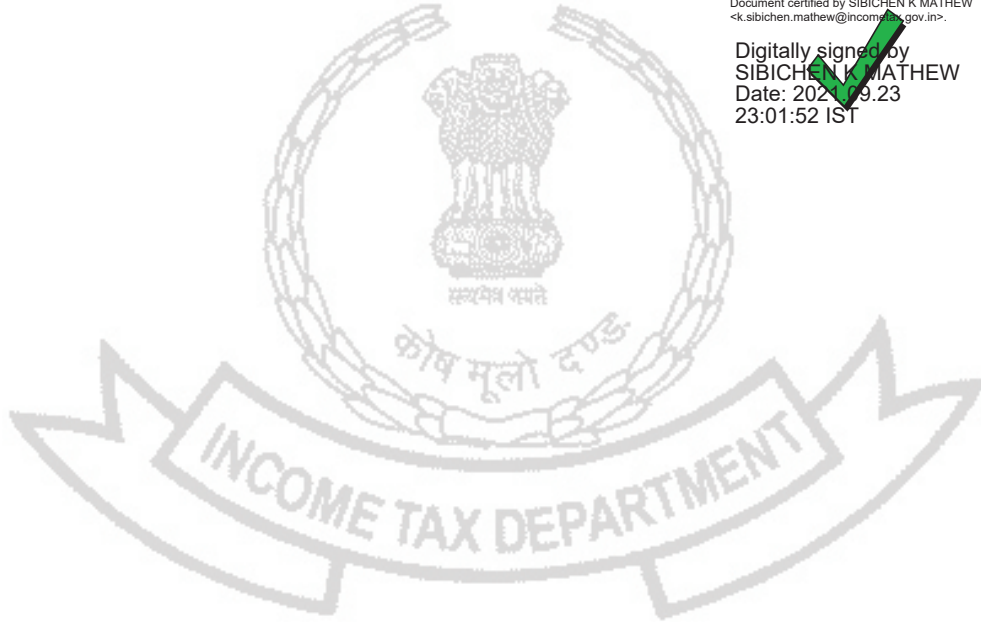 Document certified by SIBICHEN K MATHEW
<k.sibichen.mathew@incometax.gov.in>.
Digitally signed by
SIBICHEN K MATHEW
Date: 2021.09.23
23:01:52 IST
सत्यमेव जयते
कोष मूलो दण्ड
INCOME TAX DEPARTMENT